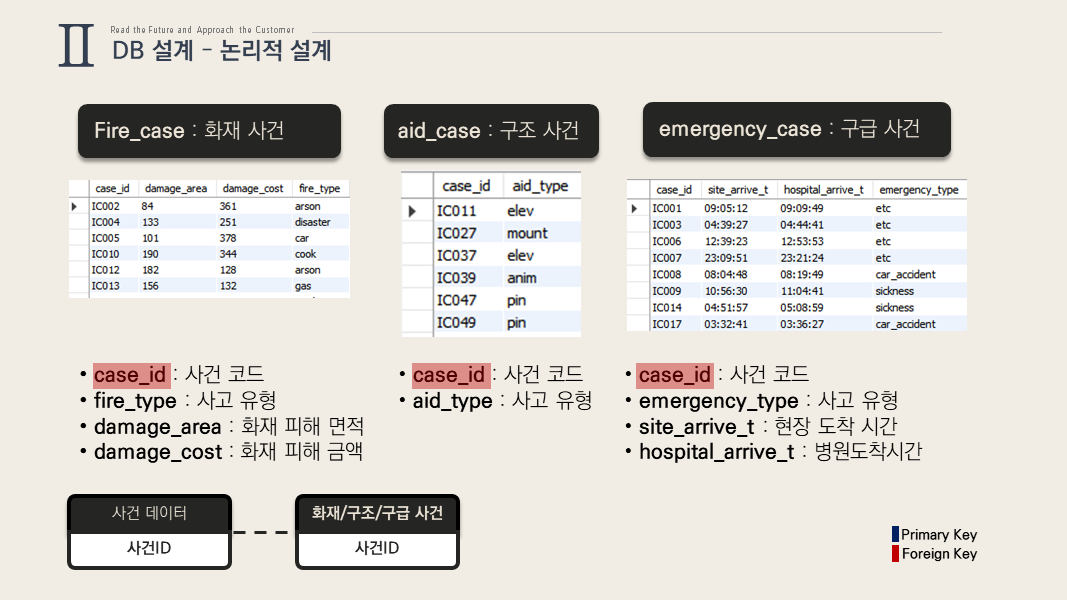 Ⅱ
Read the Future and Approach the Customer
DB 설계 – 논리적 설계
Fire_case : 화재 사건
case_id damage_area damage_cost fire_type
IC002 84 361 arson
IC004 133 251 disaster
IC005 101 378 car
IC010 190 344 cook
IC012 182 128 arson
IC013 156 132 gas
• case_id : 사건 코드
• fire_type : 사고 유형
• damage_area : 화재 피해 면적
• damage_cost : 화재 피해 금액
aid_case : 구조 사건
case_id aid_type
IC011 elev
IC027 mount
IC037 elev
IC039 anim
IC047 pin
IC049 pin
• case_id : 사건 코드
• aid_type : 사고 유형
emergency_case : 구급 사건
case_id site_arrive_t hospital_arrive_t emergency_type
IC001 09:05:12 09:09:49 etc
IC003 04:39:27 04:44:41 etc
IC006 12:39:23 12:53:53 etc
IC007 23:09:51 23:21:24 etc
IC008 08:04:48 08:19:49 car_accident
IC009 10:56:30 11:04:41 sickness
IC014 04:51:57 05:08:59 sickness
IC017 03:32:41 03:36:27 car_accident
• case_id : 사건 코드
• emergency_type : 사고 유형
• site_arrive_t : 현장 도착 시간
• hospital_arrive_t : 병원도착시간
사건 데이터
사건ID
화재/구조/구급 사건
사건ID
Primary Key
Foreign Key